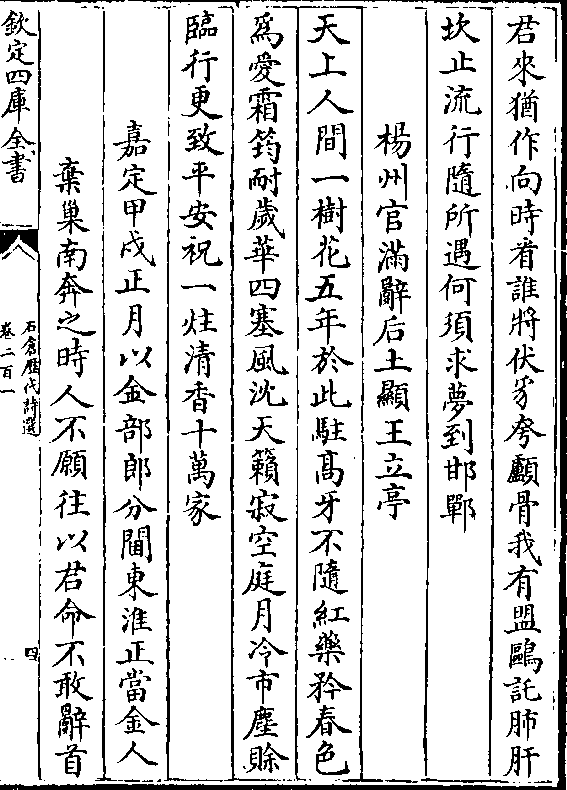 君來猶作向時看誰將伏豸夸顱骨我有盟鷗託肺肝
坎止流行隨所遇何須求夢到邯鄲
楊州官滿辭后土顯王立亭
天上人間一樹花五年於此駐髙牙不隨紅藥矜春色
爲愛霜筠耐歲華四塞風沈天籟寂空庭月冷市塵賖
臨行更致平安祝一炷清香十萬家
嘉定甲戌正月以金部郎分閫東淮正當金人
棄巢南奔之時人不願往以君命不敢辭首
欽定四庫全書
石倉歷代詩選
卷二百一
四